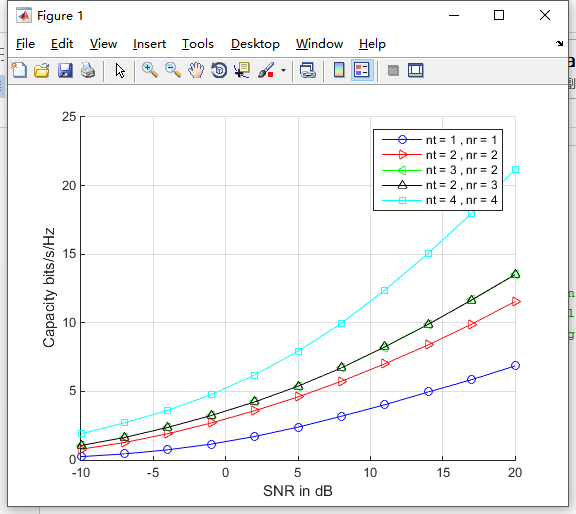 Figure 1
File Edit View Insert Tools Desktop Window Help
25
20
15
10
5
0
-10 -5 0 5 10 15 20
Capacity bits/s/Hz
SNR in dB
nt = 1 , nr = 1
nt = 2 , nr = 2
nt = 3 , nr = 2
nt = 2 , nr = 3
nt = 4 , nr = 4
a
副
n
l
g